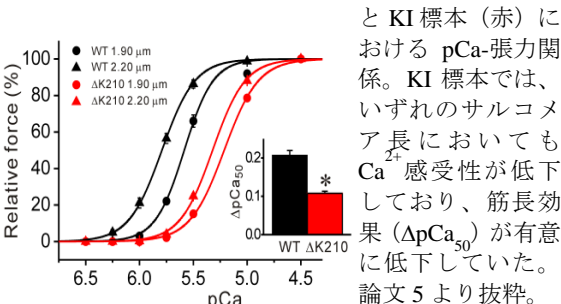 と KI 標本（赤）に
おける pCa-張力関
係。KI 標本では、
いずれのサルコメ
ア長においても
Ca2+感受性が低下
しており、筋長効
果 (ΔpCa50) が有意
に低下していた。
論文 5 より抜粋。
Relative force (%)
100
80
60
40
20
0
WT 1.90 μm
WT 2.20 μm
ΔK210 1.90 μm
ΔK210 2.20 μm
6.5 6.0 5.5 5.0 4.5
pCa
ΔpCa50
0.2
0.1
0.0
*
WT ΔK210